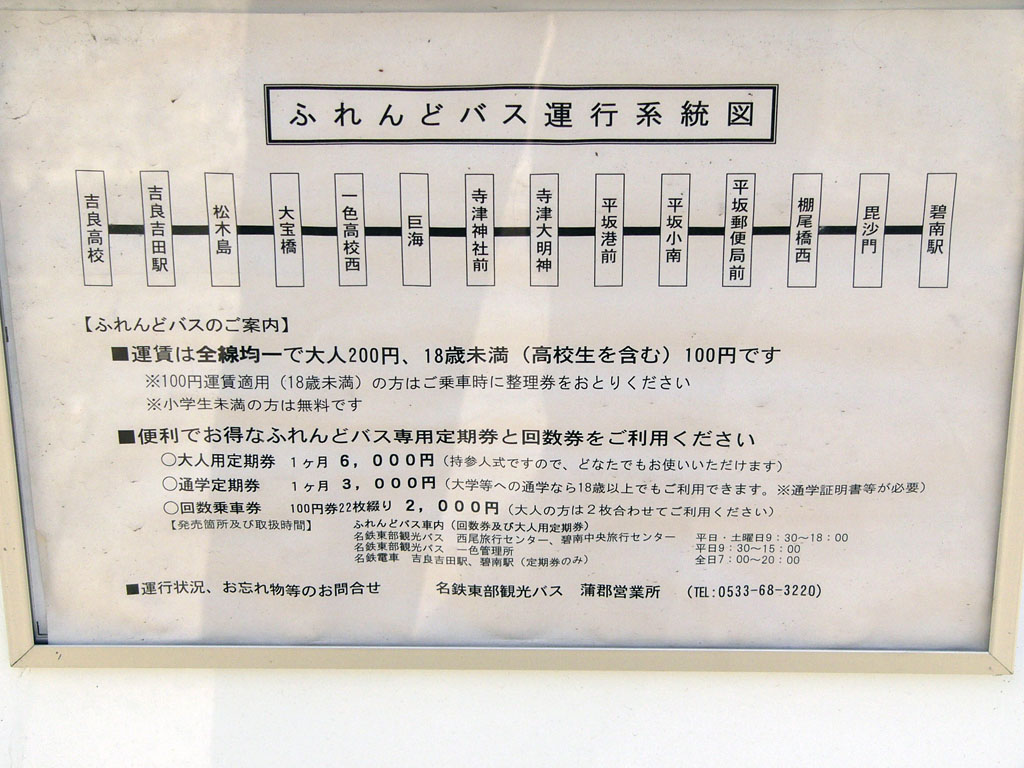 ふれんどバス運行系統図
吉良高校
吉良吉田駅
松木島
大宝橋
一色高校西
巨海
寺津神社前
寺津大明神
平坂港前
平坂小南
平坂郵便局前
棚尾橋西
毘沙門
碧南駅
【ふれんどバスのご案内】
■運賃は全線均一で大人200円、18歳未満（高校生を含む）100円です
※100円運賃適用（18歳未満）の方はご乗車時に整理券をおとりください
※小学生未満の方は無料です
■便利でお得なふれんどバス専用定期券と回数券をご利用ください
○大人用定期券 1ヶ月 6，000円（持参人式ですので、どなたでもお使いいただけます）
○通学定期券 1ヶ月 3，000円（大学等への通学なら18歳以上でもご利用できます。※通学証明書等が必要）
○回数乗車券 100円券22枚綴り 2，000円（大人の方は2枚合わせてご利用ください）
【発売箇所及び取扱時間】 ふれんどバス車内（回数券及び大人用定期券）
名鉄東部観光バス 西尾旅行センター、碧南中央旅行センター 平日・土曜日9：30～18：00
名鉄東部観光バス 一色管理所 平日9：30～15：00
名鉄電車 吉良吉田駅、碧南駅（定期券のみ） 全日7：00～20：00
■運行状況、お忘れ物等のお問合せ 名鉄東部観光バス 蒲郡営業所 （TEL:0533-68-3220）